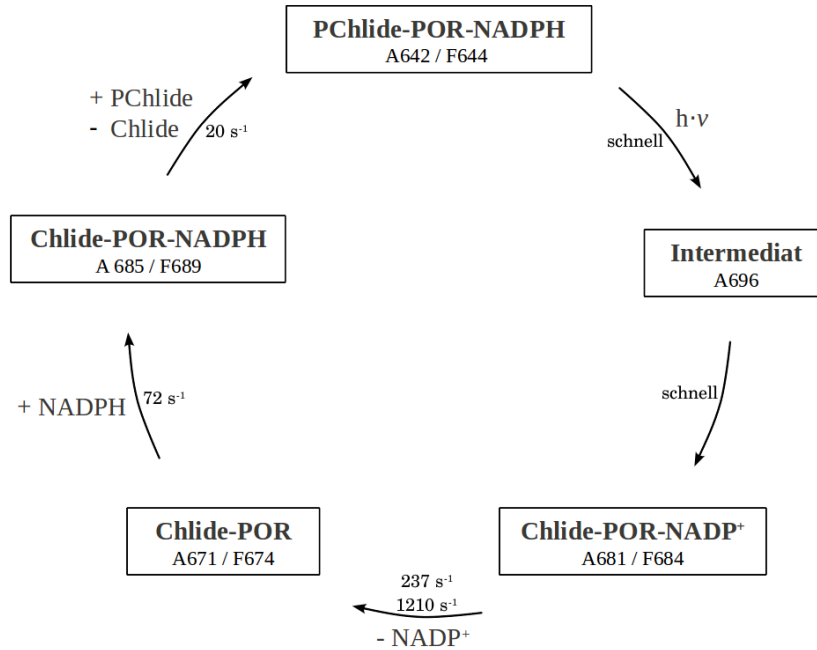 PChlide-POR-NADPH
A642 / F644
h·ν
schnell
Intermediat
A696
schnell
Chlide-POR-NADP⁺
A681 / F684
237 s⁻¹
1210 s⁻¹
- NADP⁺
Chlide-POR
A671 / F674
+ NADPH
72 s⁻¹
Chlide-POR-NADPH
A 685 / F689
+ PChlide
- Chlide
20 s⁻¹